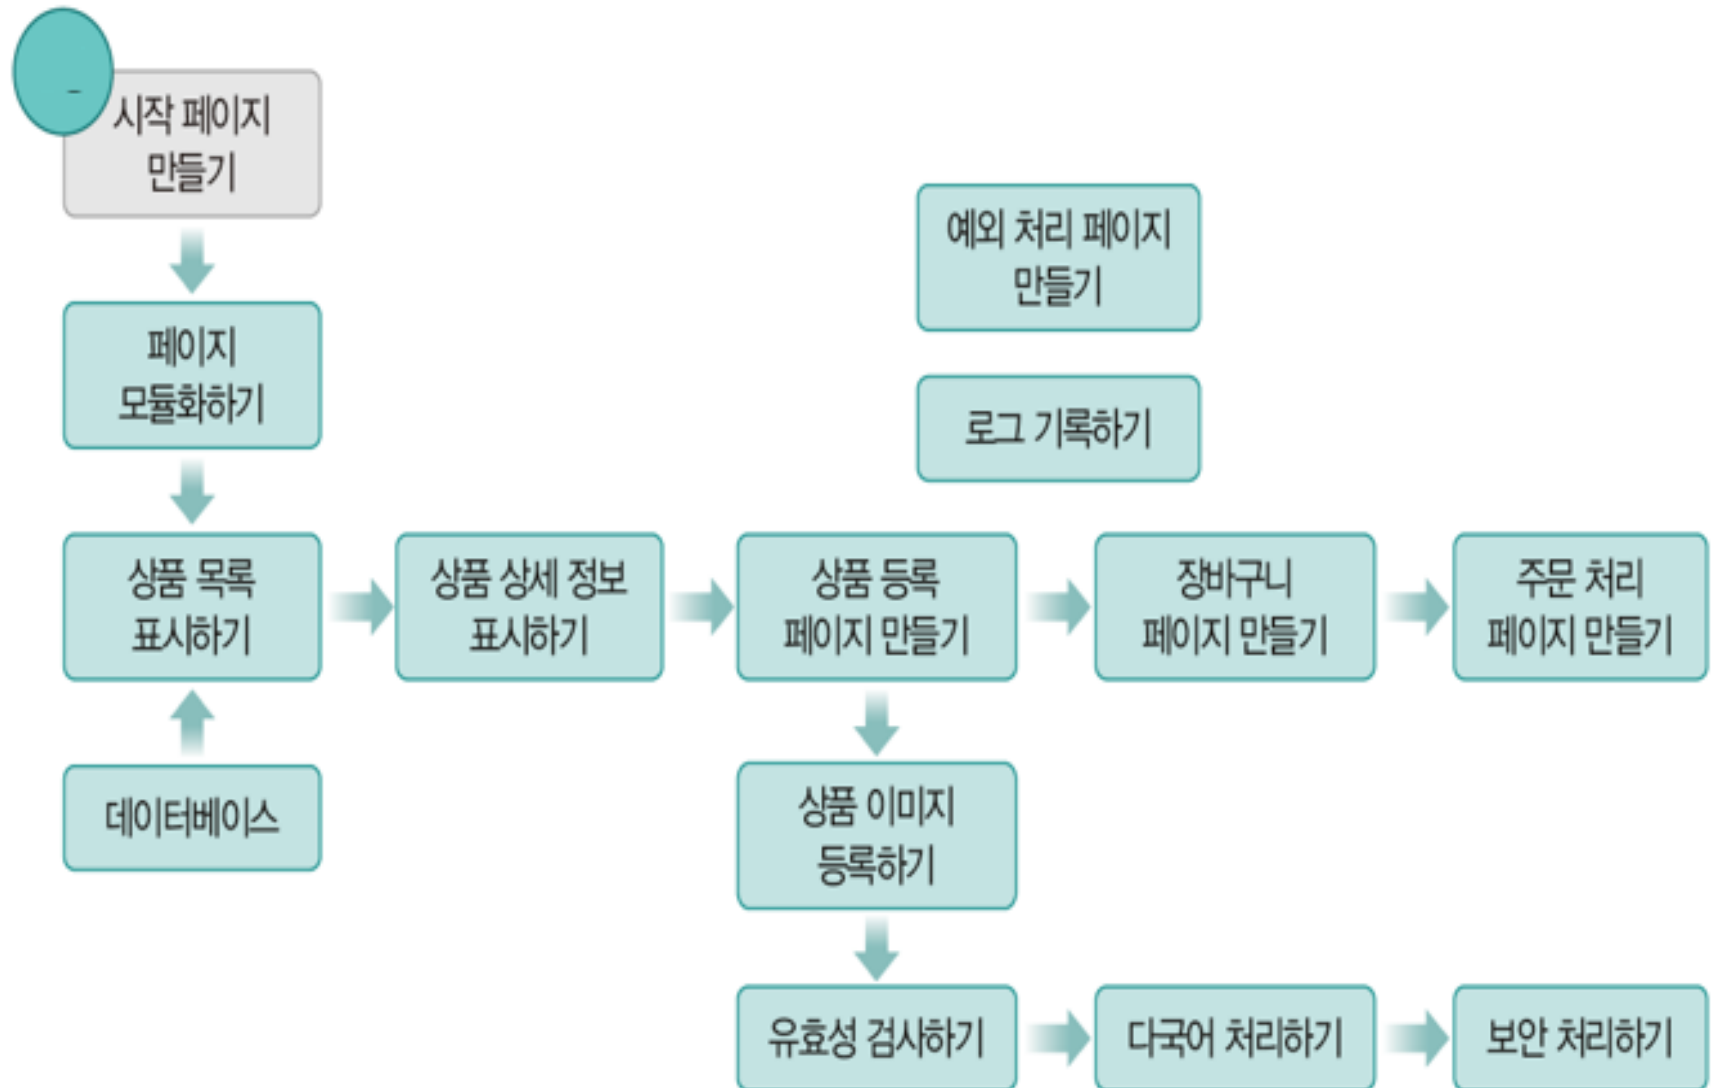 시작 페이지
만들기
예외 처리 페이지
만들기
페이지
모듈화하기
로그 기록하기
상품 목록
표시하기
상품 상세 정보
표시하기
상품 등록
페이지 만들기
장바구니
페이지 만들기
주문 처리
페이지 만들기
데이터베이스
상품 이미지
등록하기
유효성 검사하기
다국어 처리하기
보안 처리하기